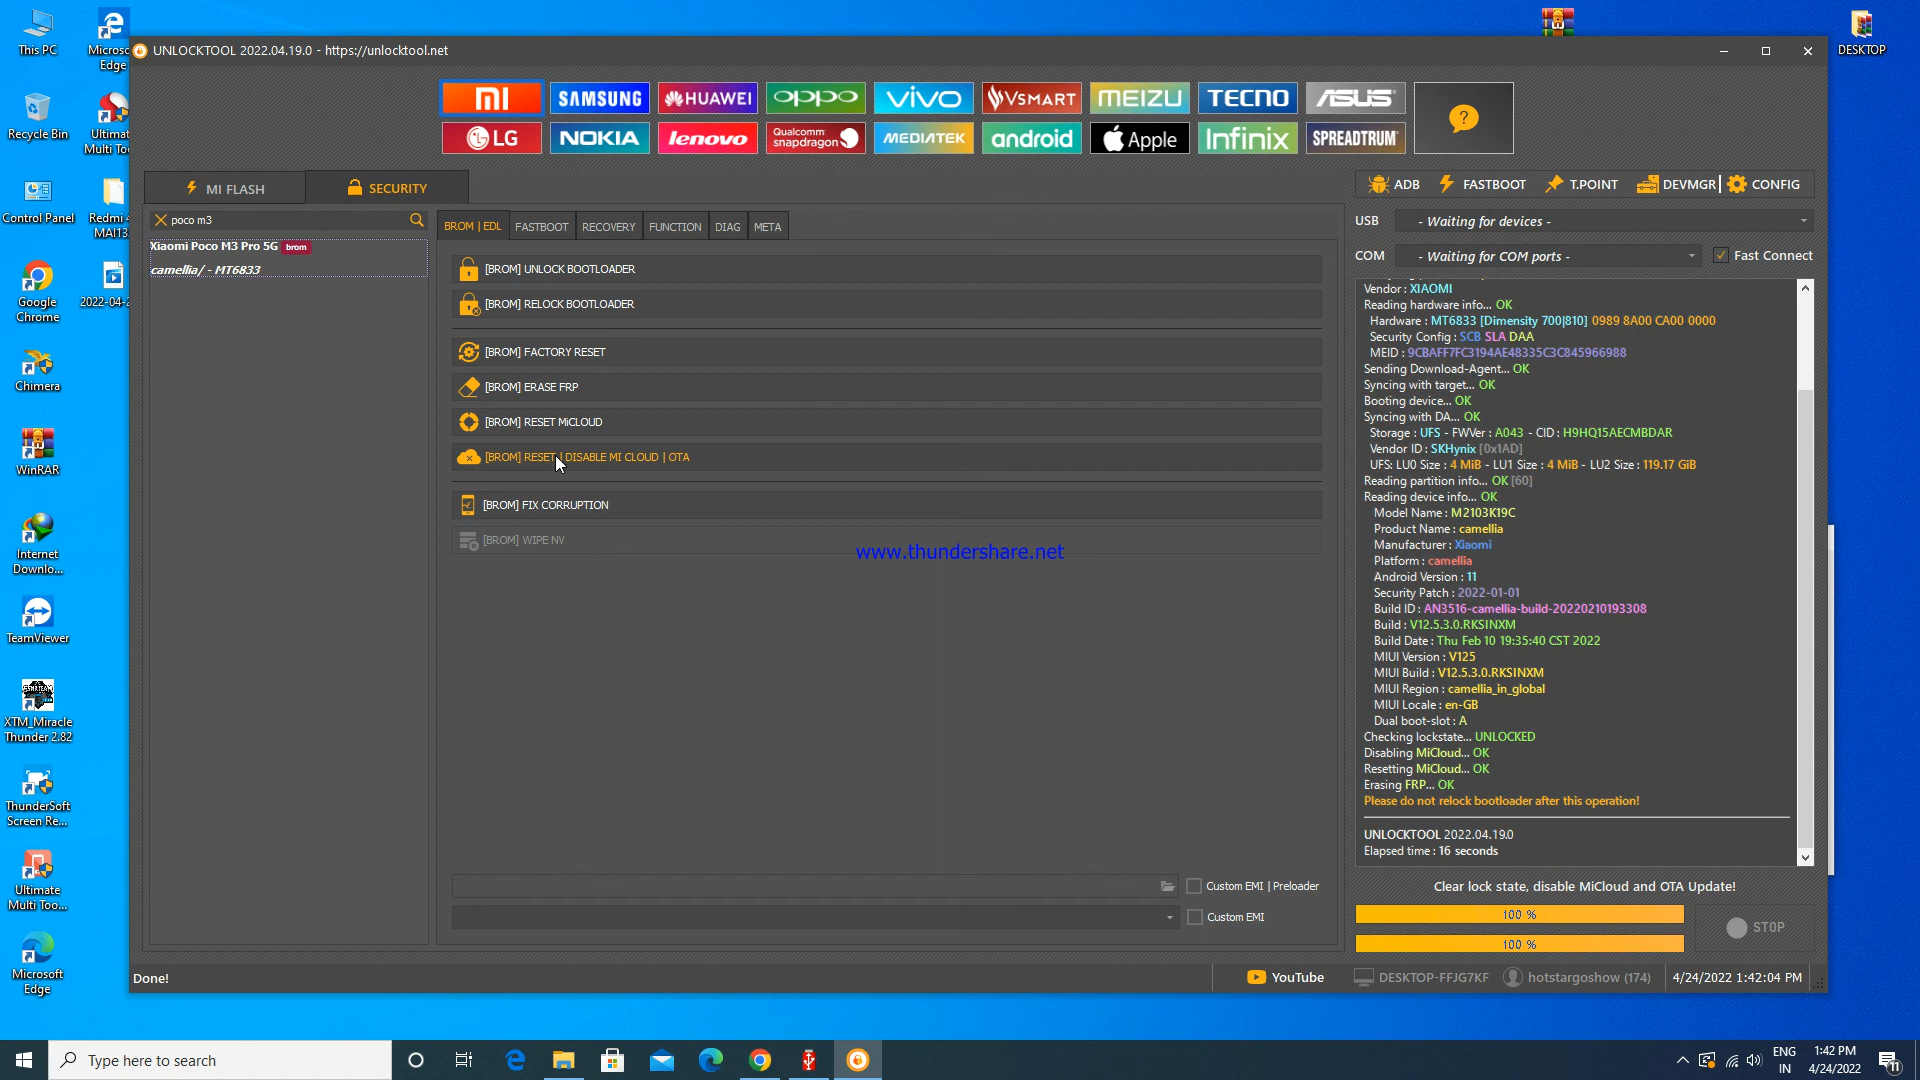 This PC
Microsc
Edge
Recycle Bin
Ultimat
Multi To
Control Panel
Redmi
MAI13
Google
Chrome
2022-04-2
Chimera
WinRAR
Internet
Downlo...
TeamViewer
XTM_Miracle
Thunder 2.82
ThunderSoft
Screen Re...
Ultimate
Multi Too...
Microsoft
Edge
DESKTOP
UNLOCKTOOL 2022.04.19.0 - https://unlocktool.net
SAMSUNG HUAWEI oppo vivo VSMART MEIZU TECNO ASUS ?
LG NOKIA lenovo Qualcomm snapdragon MEDIATEK android Apple Infinix SPREADTRUM
MI FLASH SECURITY
ADB FASTBOOT T.POINT DEVMGR CONFIG
poco m3
Xiaomi Poco M3 Pro 5G brom
camellia/ - MT6833
BROM | EDL FASTBOOT RECOVERY FUNCTION DIAG META
[BROM] UNLOCK BOOTLOADER
[BROM] RELOCK BOOTLOADER
[BROM] FACTORY RESET
[BROM] ERASE FRP
[BROM] RESET MiCLOUD
[BROM] RESET | DISABLE MI CLOUD | OTA
[BROM] FIX CORRUPTION
[BROM] WIPE NV
www.thundershare.net
Custom EMI | Preloader
Custom EMI
USB - Waiting for devices -
COM - Waiting for COM ports - Fast Connect
Vendor : XIAOMI
Reading hardware info... OK
Hardware : MT6833 [Dimensity 700|810] 0989 8A00 CA00 0000
Security Config : SCB SLA DAA
MEID : 9CBAFF7FC3194AE48335C3C845966988
Sending Download-Agent... OK
Syncing with target... OK
Booting device... OK
Syncing with DA... OK
Storage : UFS - FWVer : A043 - CID : H9HQ15AECMBDAR
Vendor ID : SKHynix [0x1AD]
UFS: LU0 Size : 4 MiB - LU1 Size : 4 MiB - LU2 Size : 119.17 GiB
Reading partition info... OK [60]
Reading device info... OK
Model Name : M2103K19C
Product Name : camellia
Manufacturer : Xiaomi
Platform : camellia
Android Version : 11
Security Patch : 2022-01-01
Build ID : AN3516-camellia-build-20220210193308
Build : V12.5.3.0.RKSINXM
Build Date : Thu Feb 10 19:35:40 CST 2022
MIUI Version : V125
MIUI Build : V12.5.3.0.RKSINXM
MIUI Region : camellia_in_global
MIUI Locale : en-GB
Dual boot-slot : A
Checking lockstate... UNLOCKED
Disabling MiCloud... OK
Resetting MiCloud... OK
Erasing FRP... OK
Please do not relock bootloader after this operation!
UNLOCKTOOL 2022.04.19.0
Elapsed time : 16 seconds
Clear lock state, disable MiCloud and OTA Update!
100 %
100 %
STOP
Done!
YouTube DESKTOP-FFJG7KF hotstargoshow (174) 4/24/2022 1:42:04 PM
Type here to search
ENG
IN
1:42 PM
4/24/2022
11